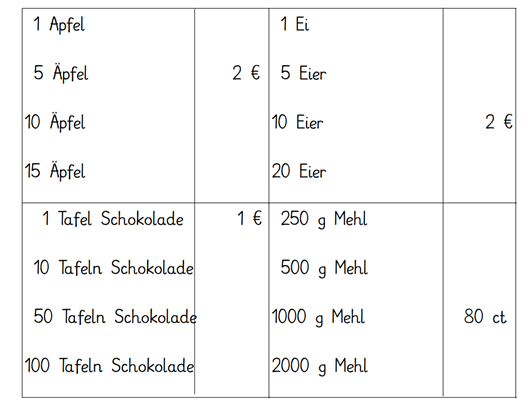 1 Apfel
5 Äpfel 2 €
10 Äpfel
15 Äpfel
1 Ei
5 Eier
10 Eier 2 €
20 Eier
1 Tafel Schokolade 1 €
10 Tafeln Schokolade
50 Tafeln Schokolade
100 Tafeln Schokolade
250 g Mehl
500 g Mehl
1000 g Mehl 80 ct
2000 g Mehl